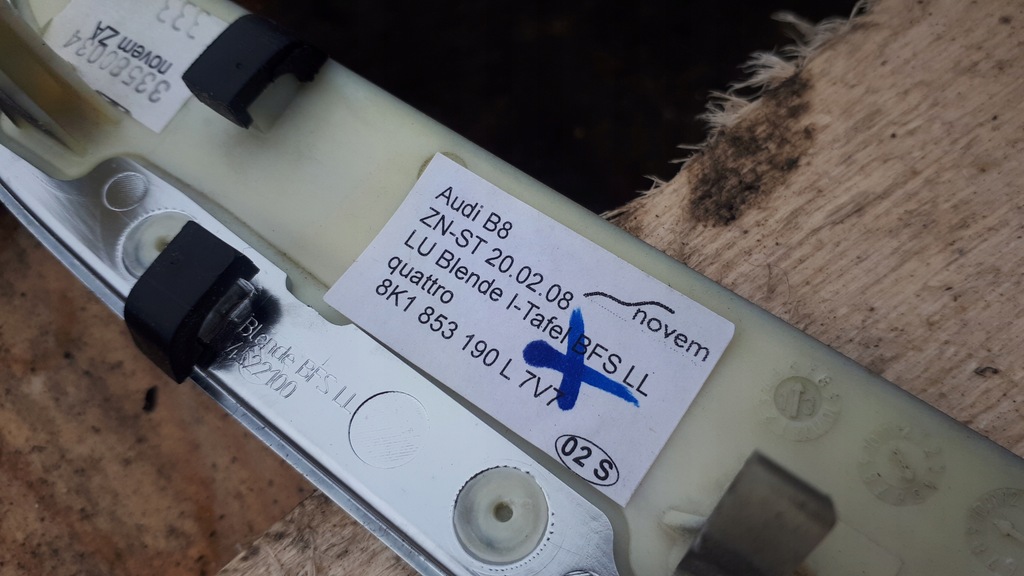 333
33580034
novem ZA
Audi B8
ZN-ST 20.02.08
novem
LU Blende I-Tafel BFS LL
quattro
8K1 853 190 L 7V7
02 S
Blende BFS LL